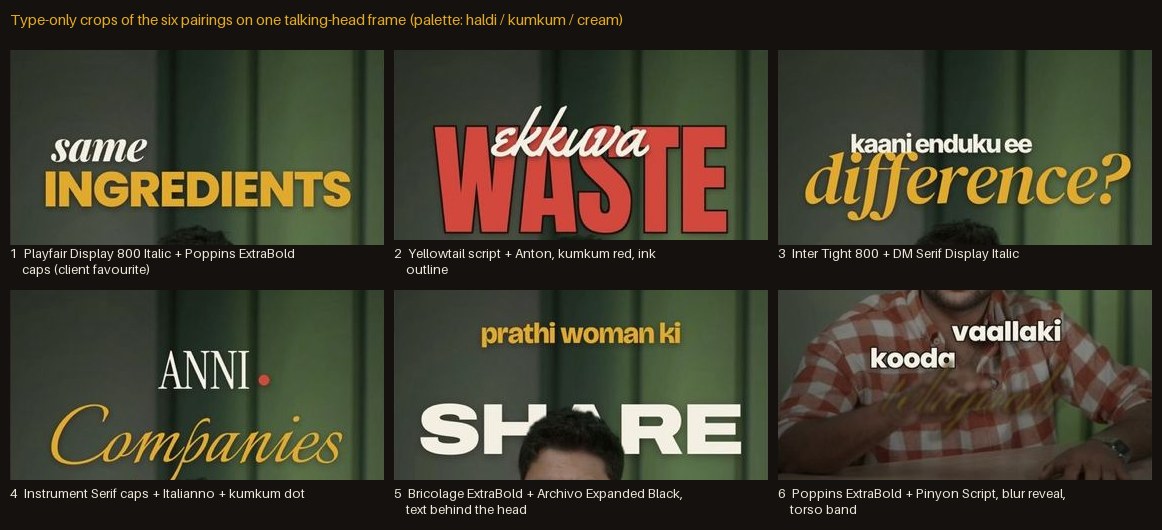 Type-only crops of the six pairings on one talking-head frame (palette: haldi / kumkum / cream)
same
INGREDIENTS
1 Playfair Display 800 Italic + Poppins ExtraBold
caps (client favourite)
ekkuva
WASTE
2 Yellowtail script + Anton, kumkum red, ink
outline
kaani enduku ee
difference?
3 Inter Tight 800 + DM Serif Display Italic
ANNI
Companies
4 Instrument Serif caps + Italianno + kumkum dot
prathi woman ki
SHARE
5 Bricolage ExtraBold + Archivo Expanded Black,
text behind the head
vaallaki
kooda
6 Poppins ExtraBold + Pinyon Script, blur reveal,
torso band